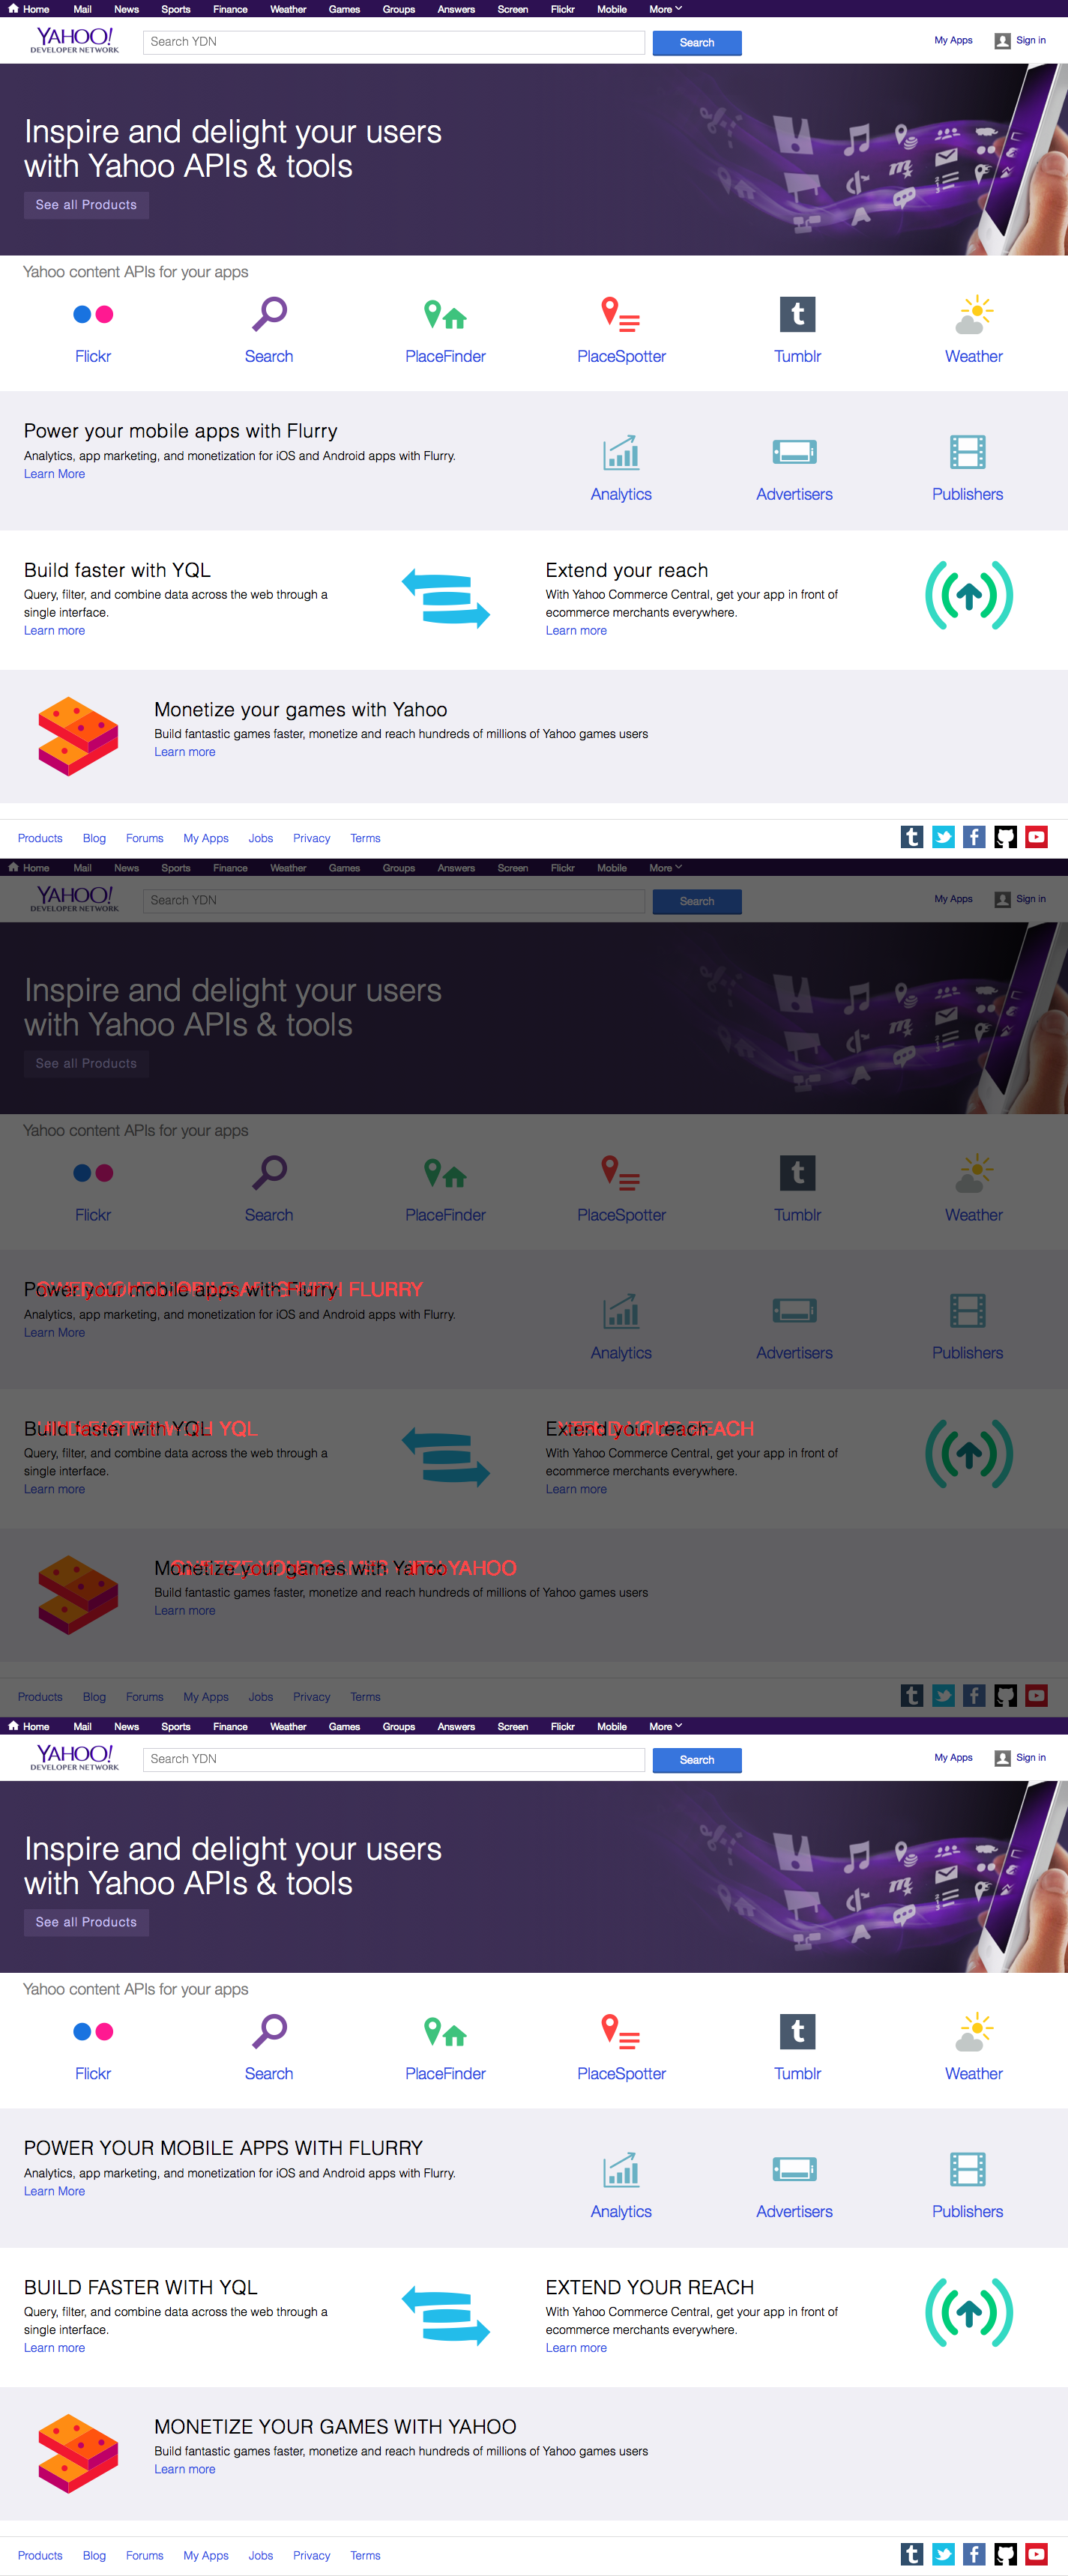 Home Mail News Sports Finance Weather Games Groups Answers Screen Flickr Mobile More
YAHOO!
DEVELOPER NETWORK
Search YDN
Search
My Apps
Sign in
Inspire and delight your users
with Yahoo APIs & tools
See all Products
Yahoo content APIs for your apps
Flickr Search PlaceFinder PlaceSpotter Tumblr Weather
Power your mobile apps with Flurry
Analytics, app marketing, and monetization for iOS and Android apps with Flurry.
Learn More
Analytics Advertisers Publishers
Build faster with YQL
Query, filter, and combine data across the web through a
single interface.
Learn more
Extend your reach
With Yahoo Commerce Central, get your app in front of
ecommerce merchants everywhere.
Learn more
Monetize your games with Yahoo
Build fantastic games faster, monetize and reach hundreds of millions of Yahoo games users
Learn more
Products Blog Forums My Apps Jobs Privacy Terms
Home Mail News Sports Finance Weather Games Groups Answers Screen Flickr Mobile More
YAHOO!
DEVELOPER NETWORK
Search YDN
Search
My Apps
Sign in
Inspire and delight your users
with Yahoo APIs & tools
See all Products
Yahoo content APIs for your apps
Flickr Search PlaceFinder PlaceSpotter Tumblr Weather
Power your mobile apps with Flurry
Analytics, app marketing, and monetization for iOS and Android apps with Flurry.
Learn More
Analytics Advertisers Publishers
Build faster with YQL
Query, filter, and combine data across the web through a
single interface.
Learn more
Extend your reach
With Yahoo Commerce Central, get your app in front of
ecommerce merchants everywhere.
Learn more
Monetize your games with Yahoo
Build fantastic games faster, monetize and reach hundreds of millions of Yahoo games users
Learn more
Products Blog Forums My Apps Jobs Privacy Terms
Home Mail News Sports Finance Weather Games Groups Answers Screen Flickr Mobile More
YAHOO!
DEVELOPER NETWORK
Search YDN
Search
My Apps
Sign in
Inspire and delight your users
with Yahoo APIs & tools
See all Products
Yahoo content APIs for your apps
Flickr Search PlaceFinder PlaceSpotter Tumblr Weather
POWER YOUR MOBILE APPS WITH FLURRY
Analytics, app marketing, and monetization for iOS and Android apps with Flurry.
Learn More
Analytics Advertisers Publishers
BUILD FASTER WITH YQL
Query, filter, and combine data across the web through a
single interface.
Learn more
EXTEND YOUR REACH
With Yahoo Commerce Central, get your app in front of
ecommerce merchants everywhere.
Learn more
MONETIZE YOUR GAMES WITH YAHOO
Build fantastic games faster, monetize and reach hundreds of millions of Yahoo games users
Learn more
Products Blog Forums My Apps Jobs Privacy Terms